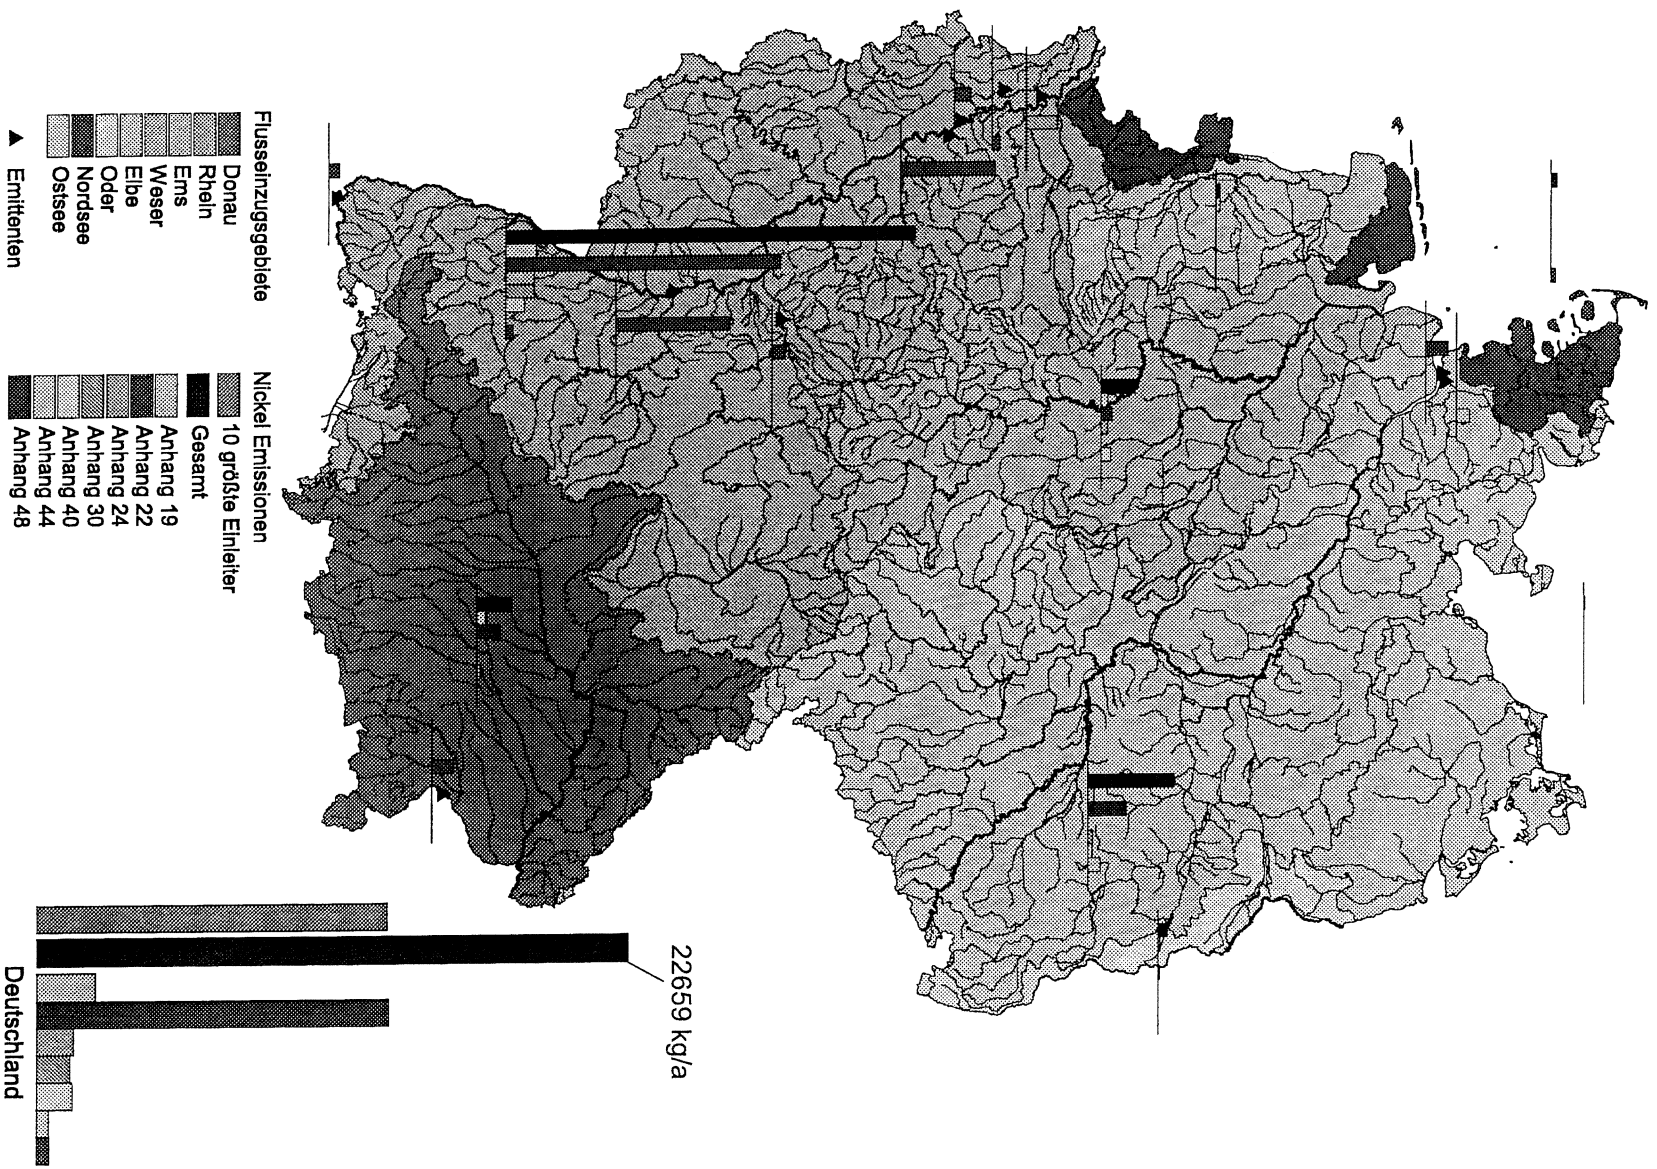 Flusseinzugsgebiete
Donau
Rhein
Ems
Weser
Elbe
Oder
Nordsee
Ostsee
Emittenten
Nickel Emissionen
10 größte Einleiter
Gesamt
Anhang 19
Anhang 22
Anhang 24
Anhang 30
Anhang 40
Anhang 44
Anhang 48
22659 kg/a
Deutschland